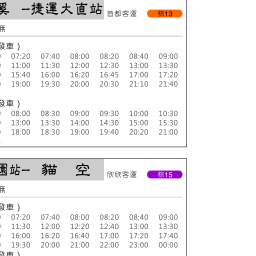 溪 －捷運大直站 首都客運 棕13
無
發車）
07:20 07:40 08:00 08:20 08:40 09:00
11:00 11:30 12:00 12:30 13:00 13:30
15:40 16:00 16:20 16:45 17:00 17:20
19:00 19:30 20:00 20:30 21:10 21:40
發車）
08:00 08:30 09:00 09:30 10:00 10:30
13:00 13:30 14:00 14:30 15:00 15:30
18:00 18:30 19:00 19:40 20:20 21:00
園站－ 貓 空 欣欣客運 棕15
無
發車）
07:20 07:40 08:00 08:20 08:40 09:00
11:30 12:00 12:20 12:40 13:00 13:30
16:00 16:20 16:40 17:00 17:20 17:40
19:30 20:00 21:00 22:00 23:00 00:00
發車）